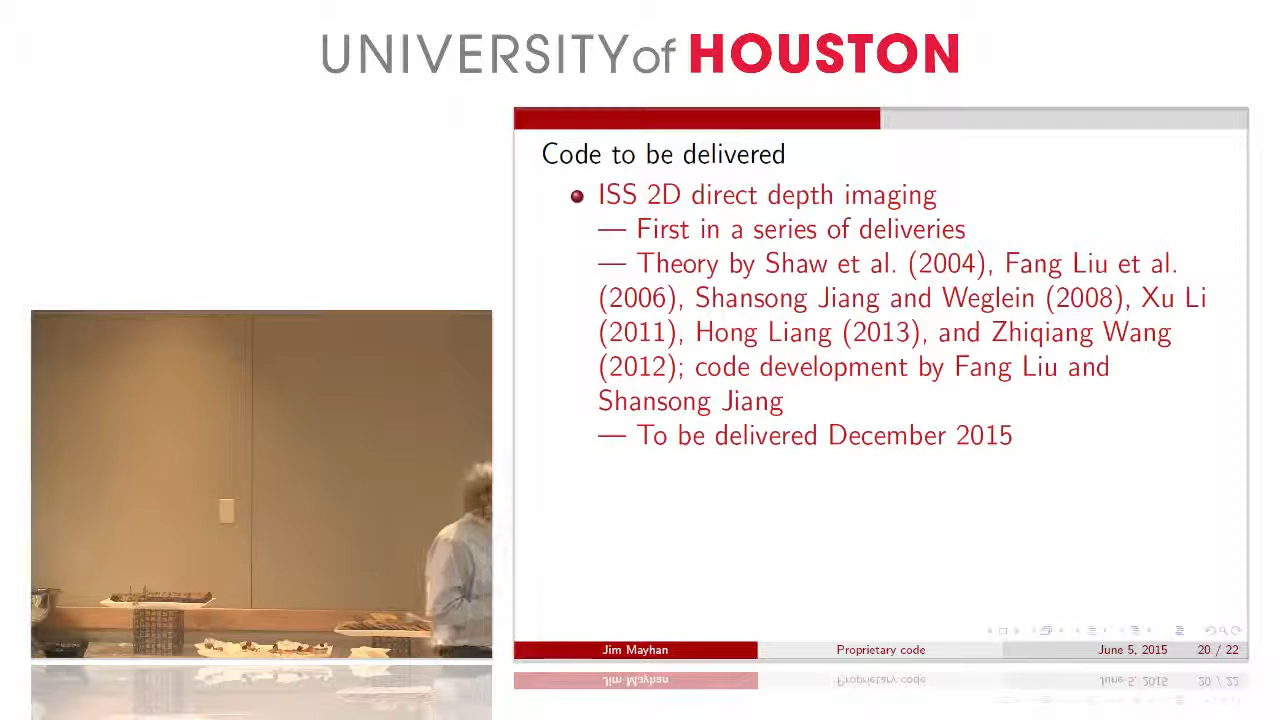 UNIVERSITY of HOUSTON
Code to be delivered
ISS 2D direct depth imaging
— First in a series of deliveries
— Theory by Shaw et al. (2004), Fang Liu et al.
(2006), Shansong Jiang and Weglein (2008), Xu Li
(2011), Hong Liang (2013), and Zhiqiang Wang
(2012); code development by Fang Liu and
Shansong Jiang
— To be delivered December 2015
Jim Mayhan Proprietary code June 5, 2015 20 / 22